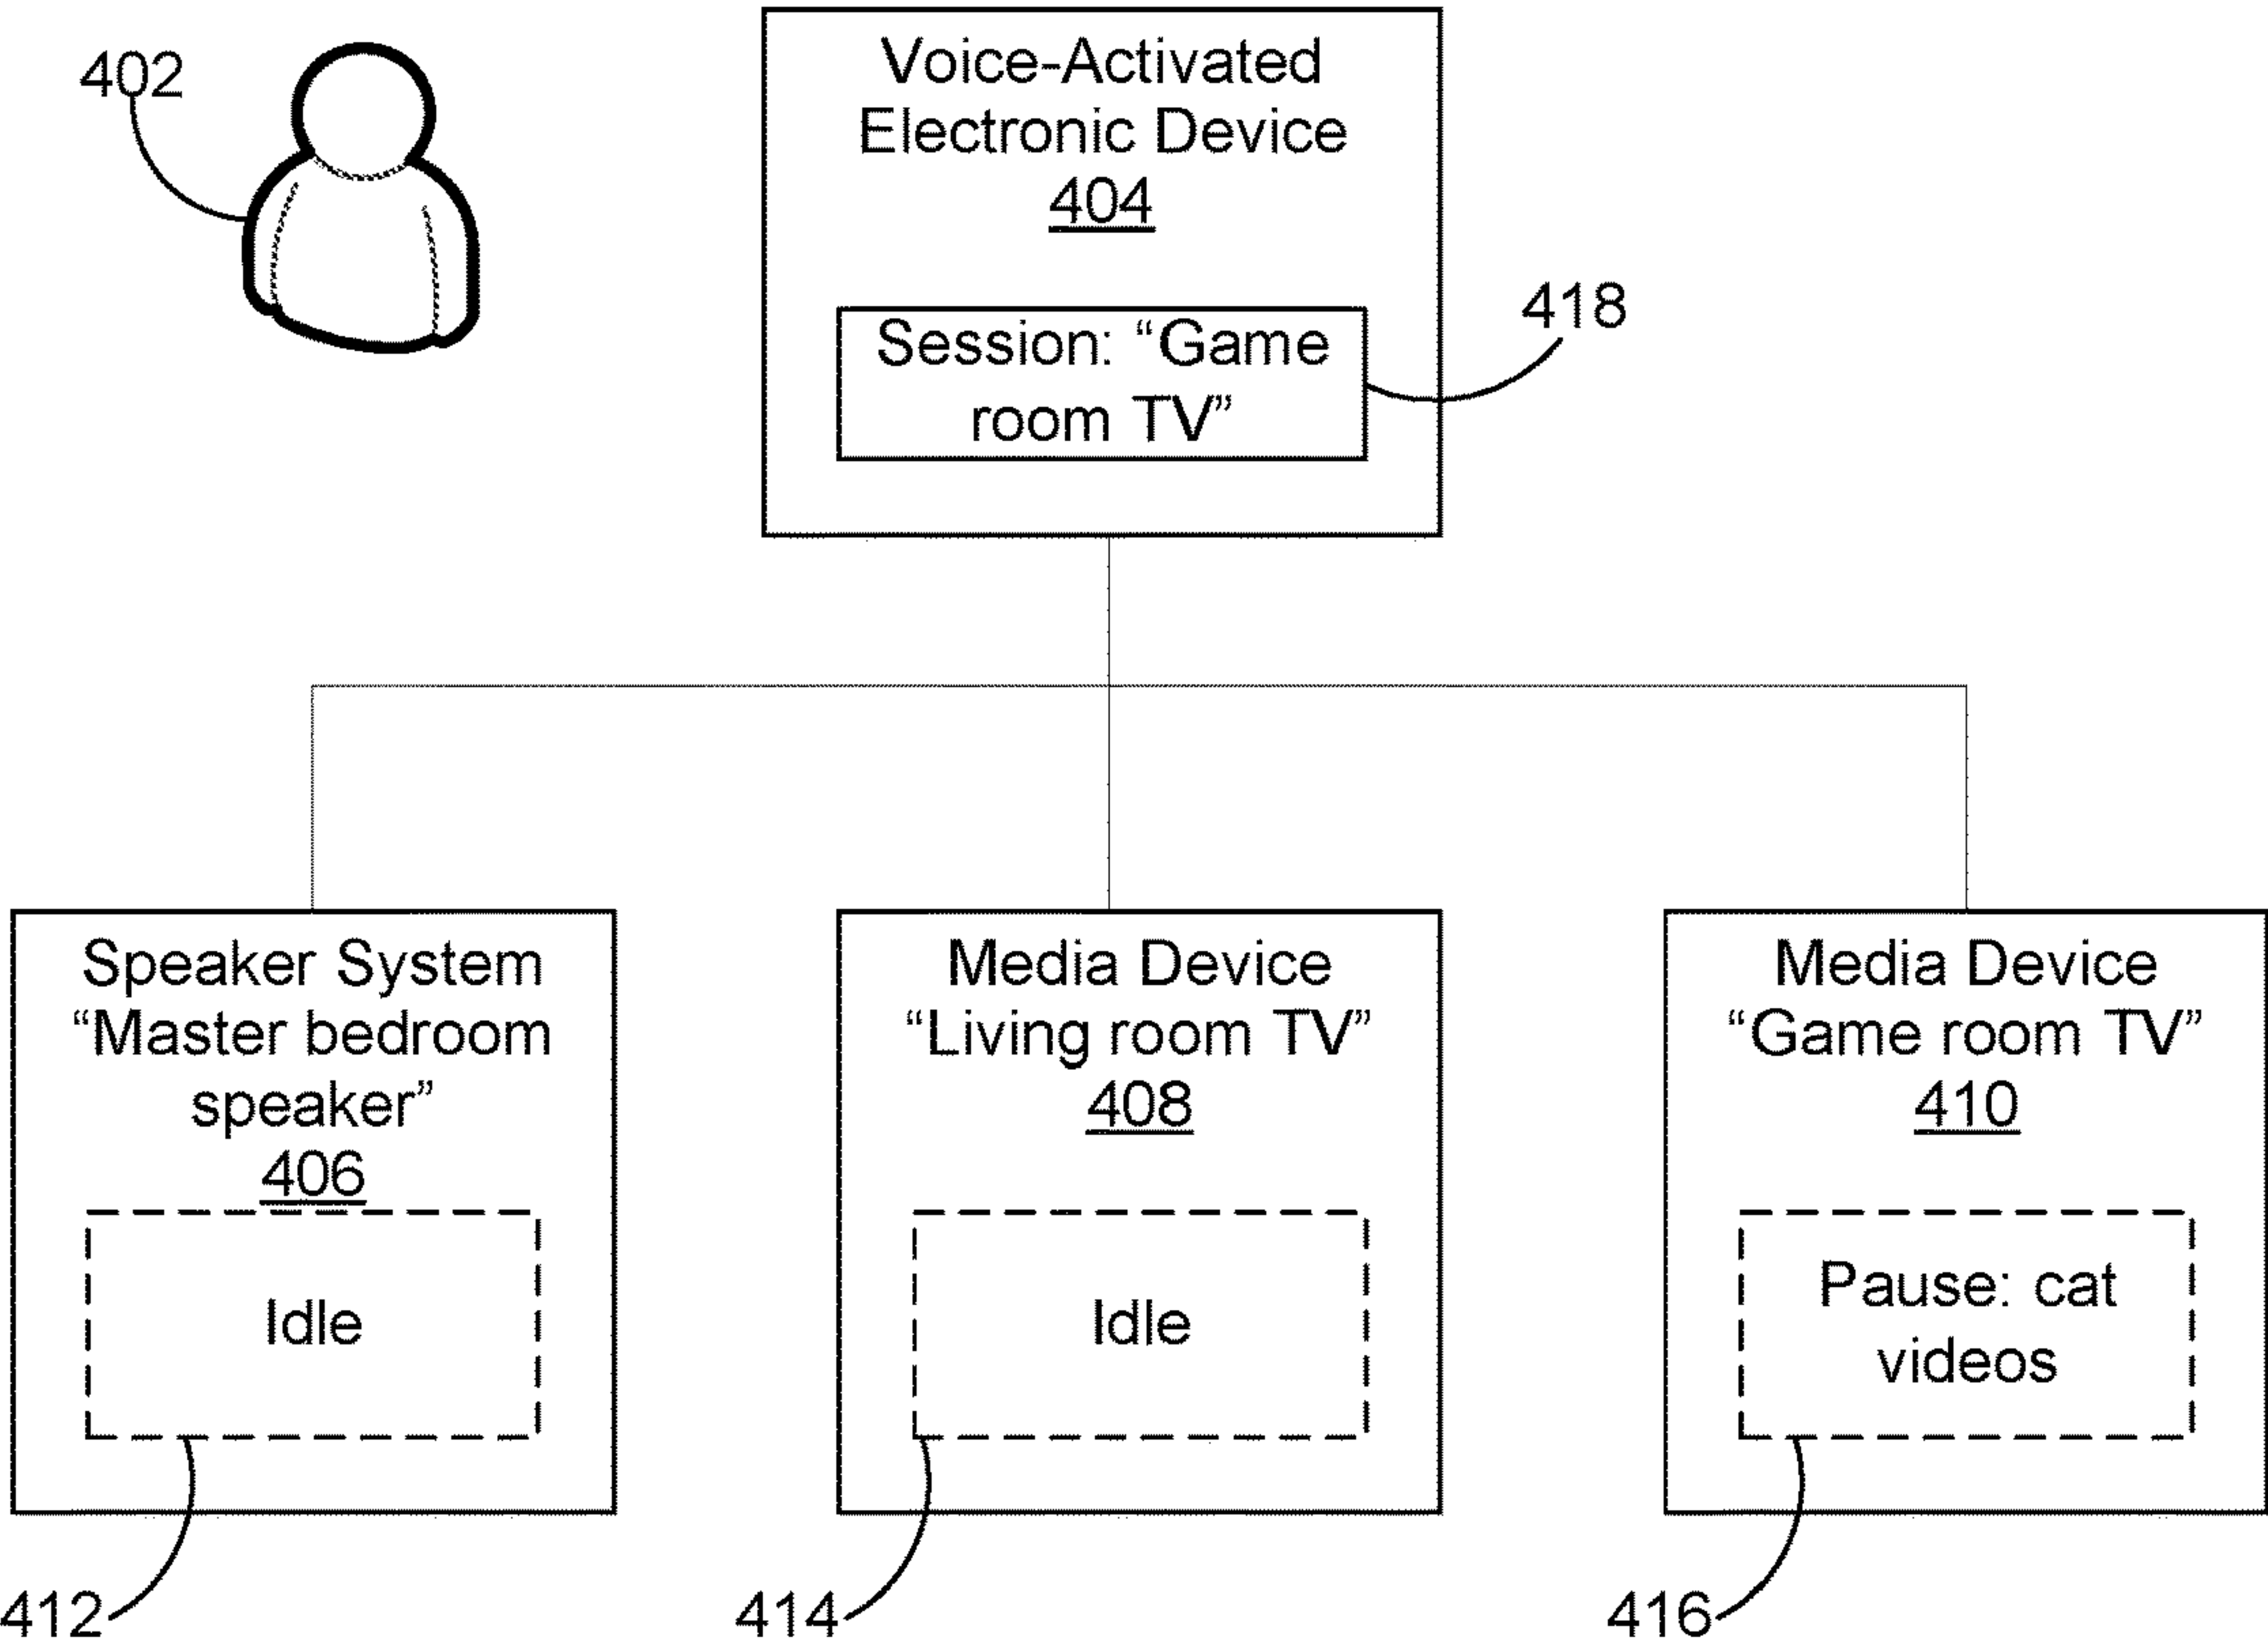 402
Voice-Activated
Electronic Device
404
Session: “Game
room TV”
418
Speaker System
“Master bedroom
speaker”
406
Idle
412
Media Device
“Living room TV”
408
Idle
414
Media Device
“Game room TV”
410
Pause: cat
videos
416